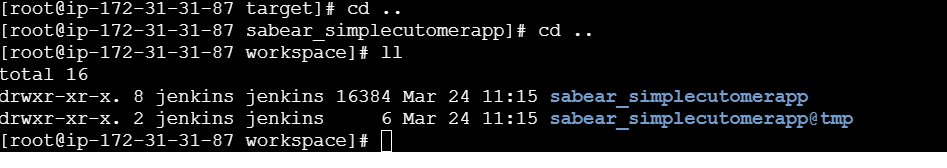 [root@ip-172-31-31-87 target]# cd ..
[root@ip-172-31-31-87 sabear_simplecutomerapp]# cd ..
[root@ip-172-31-31-87 workspace]# ll
total 16
drwxr-xr-x. 8 jenkins jenkins 16384 Mar 24 11:15 sabear_simplecutomerapp
drwxr-xr-x. 2 jenkins jenkins     6 Mar 24 11:15 sabear_simplecutomerapp@tmp
[root@ip-172-31-31-87 workspace]#